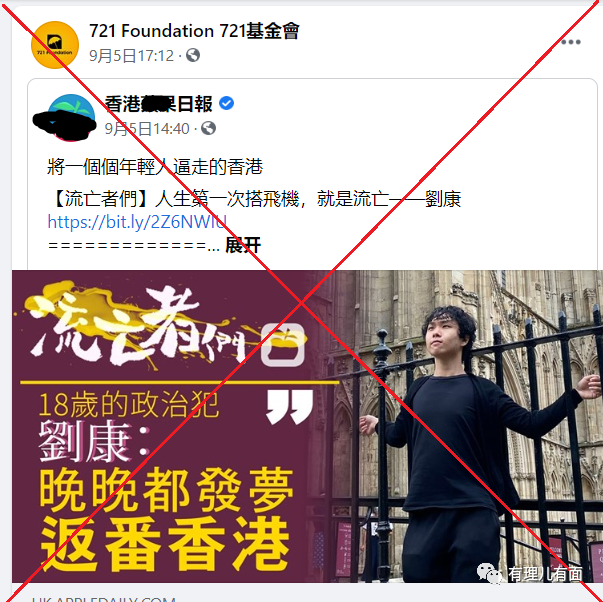 721 Foundation 721基金會
721 Foundation
9月5日17:12 ·
香港 果日報
9月5日14:40 ·
將一個個年輕人逼走的香港
【流亡者們】人生第一次搭飛機，就是流亡——劉康
https://bit.ly/2Z6NWIU
=============... 展开
流亡者們
18歲的政治犯
劉康：
晚晚都發夢
返番香港
有理儿有面
HK.APPLEDAILY.COM